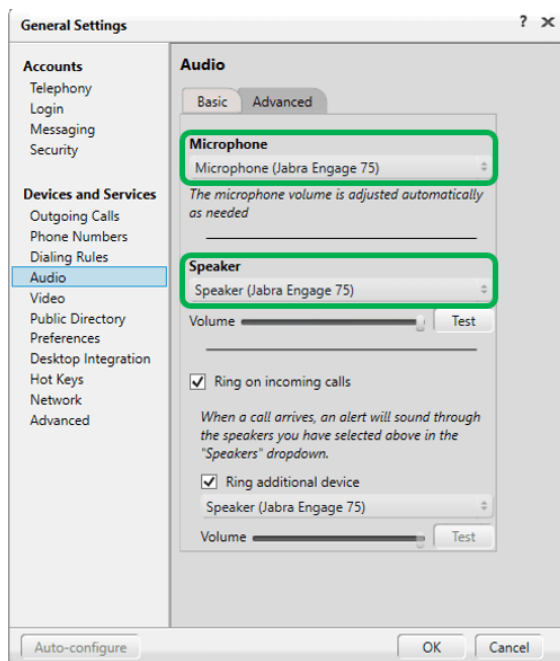 General Settings
? ×
Accounts
Telephony
Login
Messaging
Security
Devices and Services
Outgoing Calls
Phone Numbers
Dialing Rules
Audio
Video
Public Directory
Preferences
Desktop Integration
Hot Keys
Network
Advanced
Audio
Basic Advanced
Microphone
Microphone (Jabra Engage 75)
The microphone volume is adjusted automatically
as needed
Speaker
Speaker (Jabra Engage 75)
Volume Test
Ring on incoming calls
When a call arrives, an alert will sound through
the speakers you have selected above in the
"Speakers" dropdown.
Ring additional device
Speaker (Jabra Engage 75)
Volume Test
Auto-configure OK Cancel